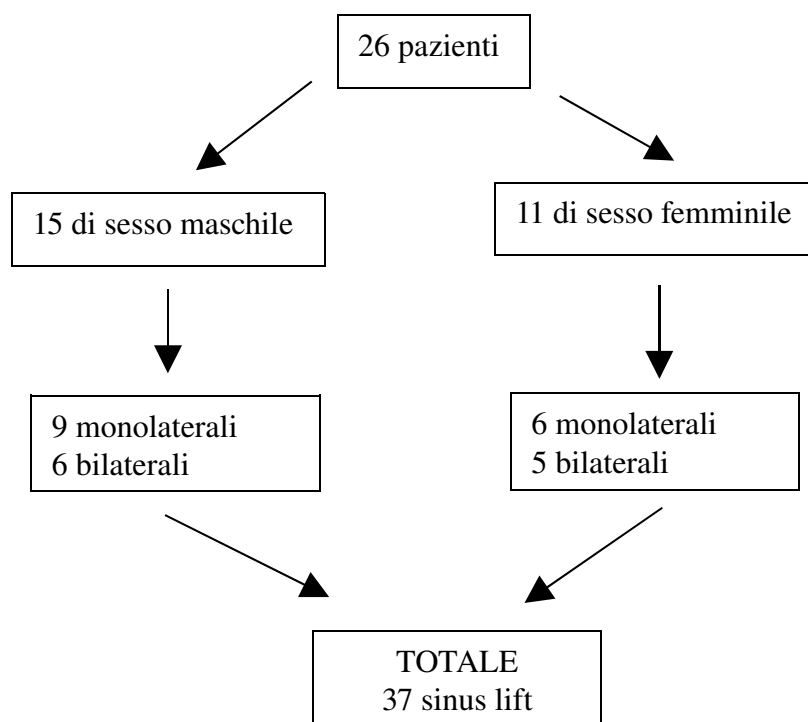 26 pazienti
15 di sesso maschile
11 di sesso femminile
9 monolaterali
6 bilaterali
6 monolaterali
5 bilaterali
TOTALE
37 sinus lift